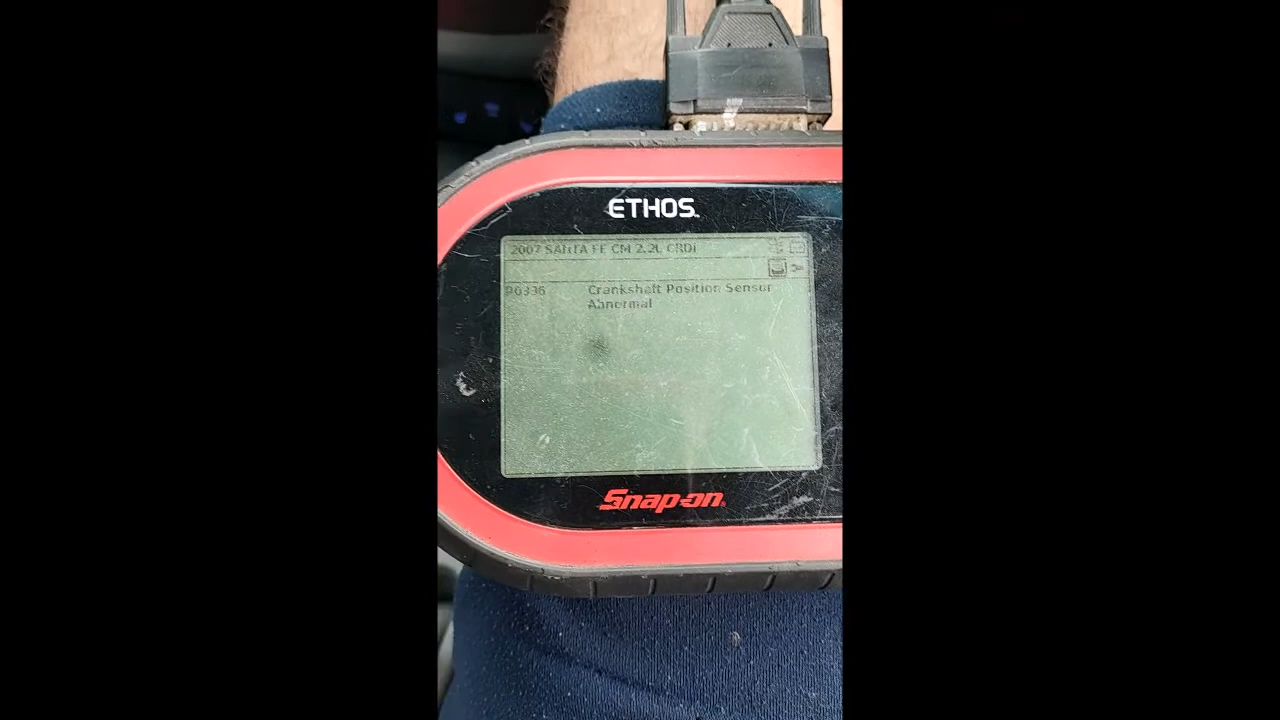 ETHOS
2007 SANTA FE CM 2.2L CRDi
P0336 Crankshaft Position Sensor
Abnormal
Snap-on